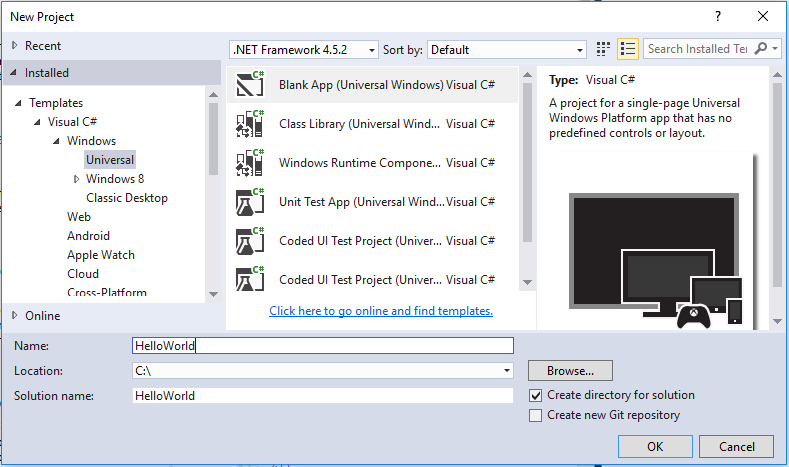 New Project
Recent
.NET Framework 4.5.2 Sort by: Default Search Installed Te
Installed
Templates
Visual C#
Windows
Universal
Windows 8
Classic Desktop
Web
Android
Apple Watch
Cloud
Cross-Platform
Online
C# Blank App (Universal Windows) Visual C#
C# Class Library (Universal Wind... Visual C#
C# Windows Runtime Compone... Visual C#
C# Unit Test App (Universal Wind... Visual C#
C# Coded UI Test Project (Univer... Visual C#
C# Coded UI Test Project (Univer... Visual C#
Click here to go online and find templates.
Type: Visual C#
A project for a single-page Universal
Windows Platform app that has no
predefined controls or layout.
Name: HelloWorld
Location: C:\ Browse...
Solution name: HelloWorld
Create directory for solution
Create new Git repository
OK Cancel